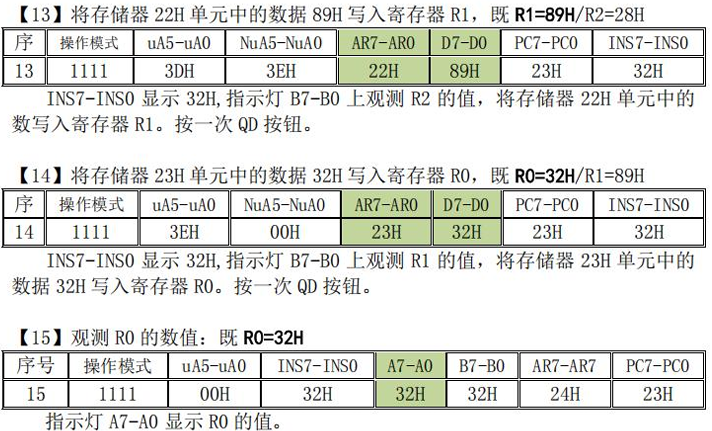 【13】将存储器 22H 单元中的数据 89H 写入寄存器 R1，既 R1=89H/R2=28H
序 操作模式 uA5-uA0 NuA5-NuA0 AR7-AR0 D7-D0 PC7-PC0 INS7-INS0
13 1111 3DH 3EH 22H 89H 23H 32H
INS7-INS0 显示 32H,指示灯 B7-B0 上观测 R2 的值，将存储器 22H 单元中的
数写入寄存器 R1。按一次 QD 按钮。
【14】将存储器 23H 单元中的数据 32H 写入寄存器 R0，既 R0=32H/R1=89H
序 操作模式 uA5-uA0 NuA5-NuA0 AR7-AR0 D7-D0 PC7-PC0 INS7-INS0
14 1111 3EH 00H 23H 32H 23H 32H
INS7-INS0 显示 32H,指示灯 B7-B0 上观测 R1 的值，将存储器 23H 单元中的
数据 32H 写入寄存器 R0。按一次 QD 按钮。
【15】观测 R0 的数值：既 R0=32H
序号 操作模式 uA5-uA0 INS7-INS0 A7-A0 B7-B0 AR7-AR7 PC7-PC0
15 1111 00H 32H 32H 32H 24H 23H
指示灯 A7-A0 显示 R0 的值。